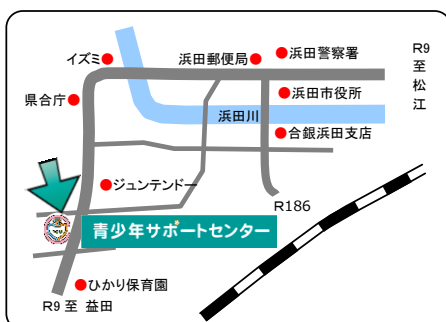 イズミ
浜田郵便局
浜田警察署
R9
至
松
江
県合庁
浜田市役所
浜田川
合銀浜田支店
ジュンテンドー
R186
青少年サポートセンター
ひかり保育園
R9 至 益田